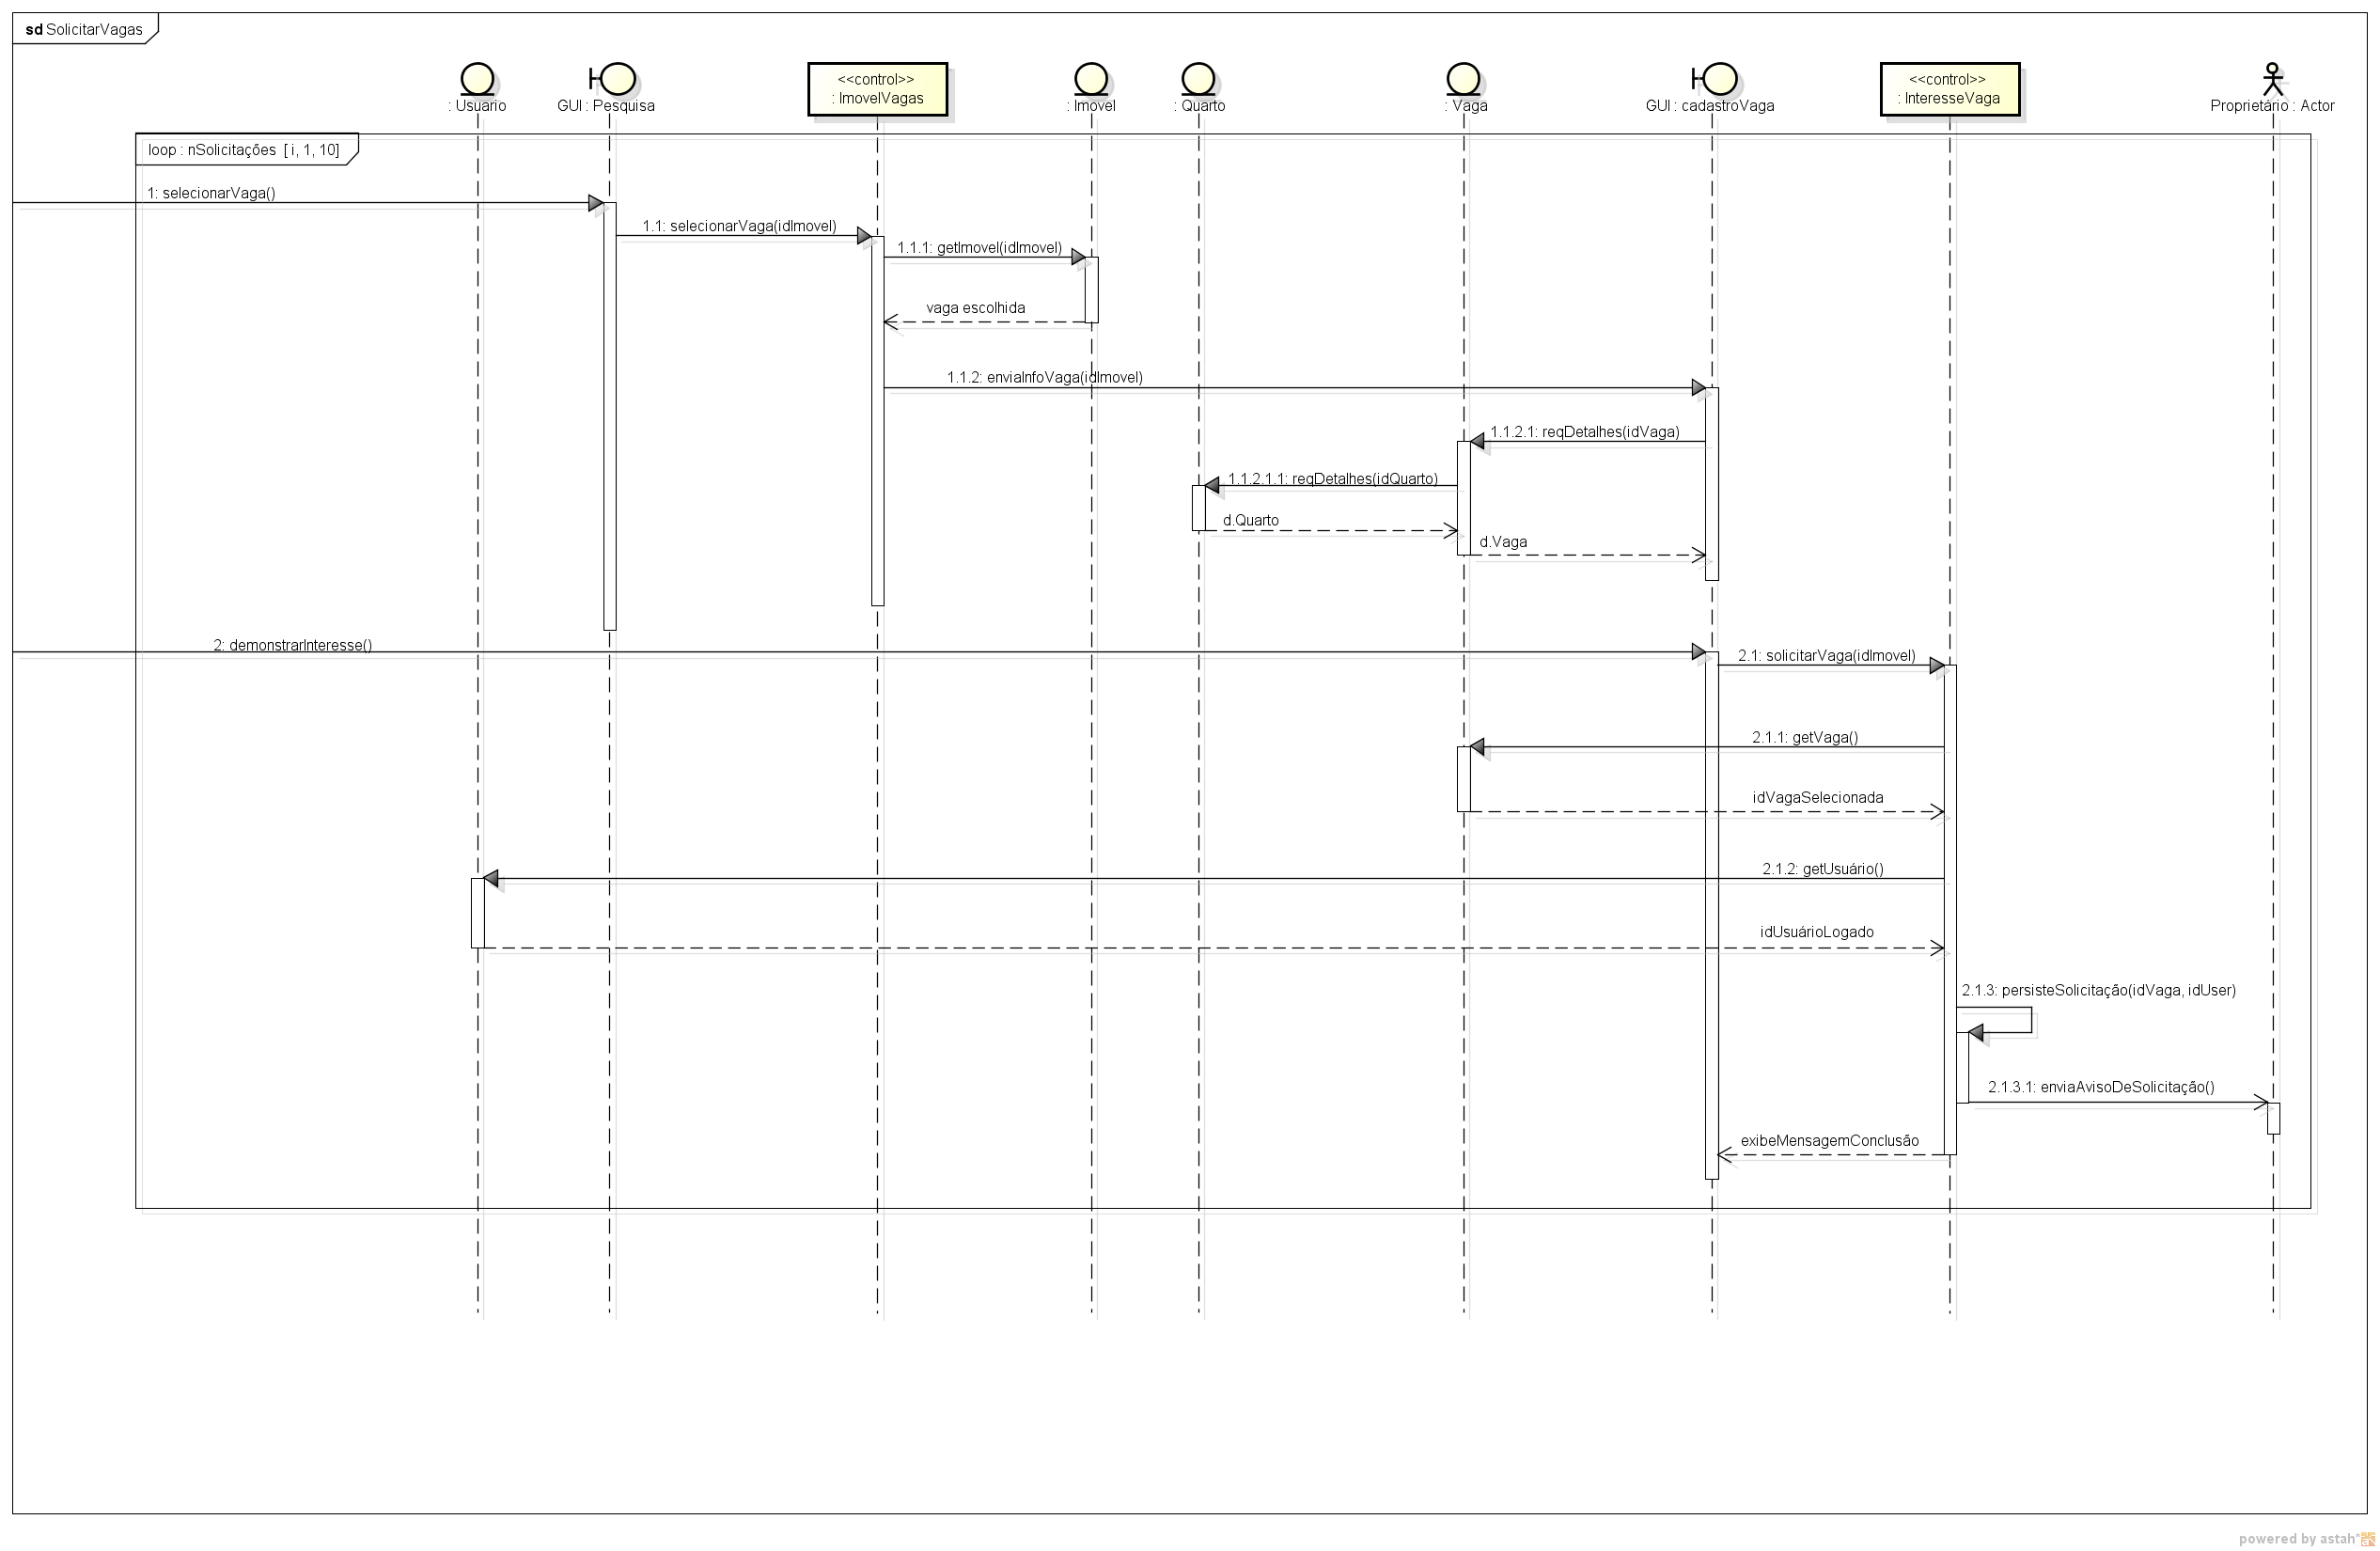 sd SolicitarVagas
: Usuario
GUI : Pesquisa
<<control>>
: ImovelVagas
: Imovel
: Quarto
: Vaga
GUI : cadastroVaga
<<control>>
: InteresseVaga
Proprietário : Actor
loop : nSolicitações [ i, 1, 10]
1: selecionarVaga()
1.1: selecionarVaga(idImovel)
1.1.1: getImovel(idImovel)
vaga escolhida
1.1.2: enviaInfoVaga(idImovel)
1.1.2.1: reqDetalhes(idVaga)
1.1.2.1.1: reqDetalhes(idQuarto)
d.Quarto
d.Vaga
2: demonstrarInteresse()
2.1: solicitarVaga(idImovel)
2.1.1: getVaga()
idVagaSelecionada
2.1.2: getUsuário()
idUsuárioLogado
2.1.3: persisteSolicitação(idVaga, idUser)
2.1.3.1: enviaAvisoDeSolicitação()
exibeMensagemConclusão
powered by astah*